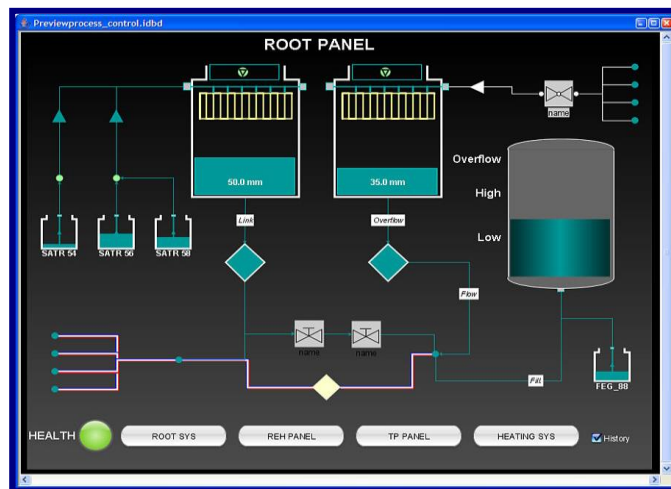 Previewprocess_control.idbd
ROOT PANEL
name
Overflow
High
Low
50.0 mm
35.0 mm
Link
Overflow
SATR 54
SATR 56
SATR 58
Flow
name
name
Fill
FEG_88
HEALTH
ROOT SYS
REH PANEL
TP PANEL
HEATING SYS
History